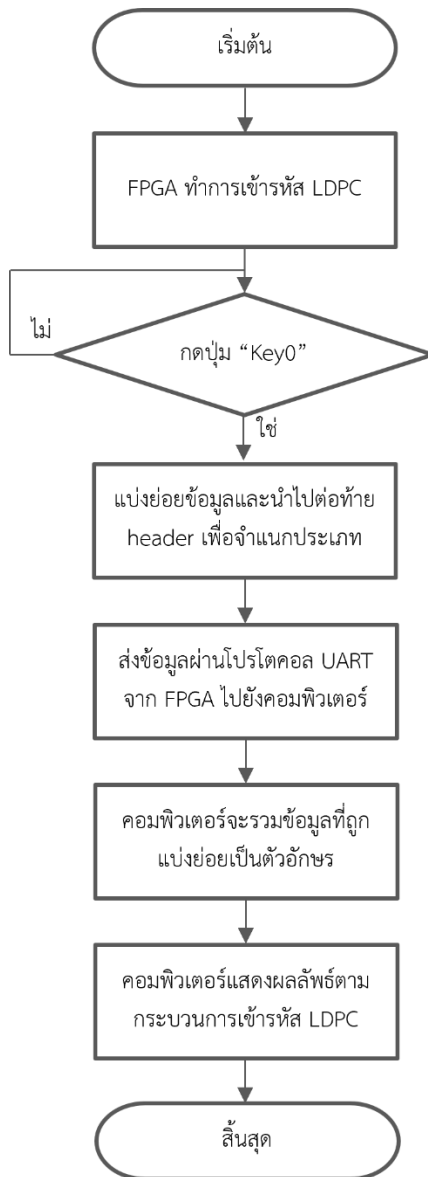 เริ่มต้น
FPGA ทำการเข้ารหัส LDPC
ไม่
กดปุ่ม “Key0”
ใช่
แบ่งย่อยข้อมูลและนำไปต่อท้าย
header เพื่อจำแนกประเภท
ส่งข้อมูลผ่านโปรโตคอล UART
จาก FPGA ไปยังคอมพิวเตอร์
คอมพิวเตอร์จะรวมข้อมูลที่ถูก
แบ่งย่อยเป็นตัวอักษร
คอมพิวเตอร์แสดงผลลัพธ์ตาม
กระบวนการเข้ารหัส LDPC
สิ้นสุด